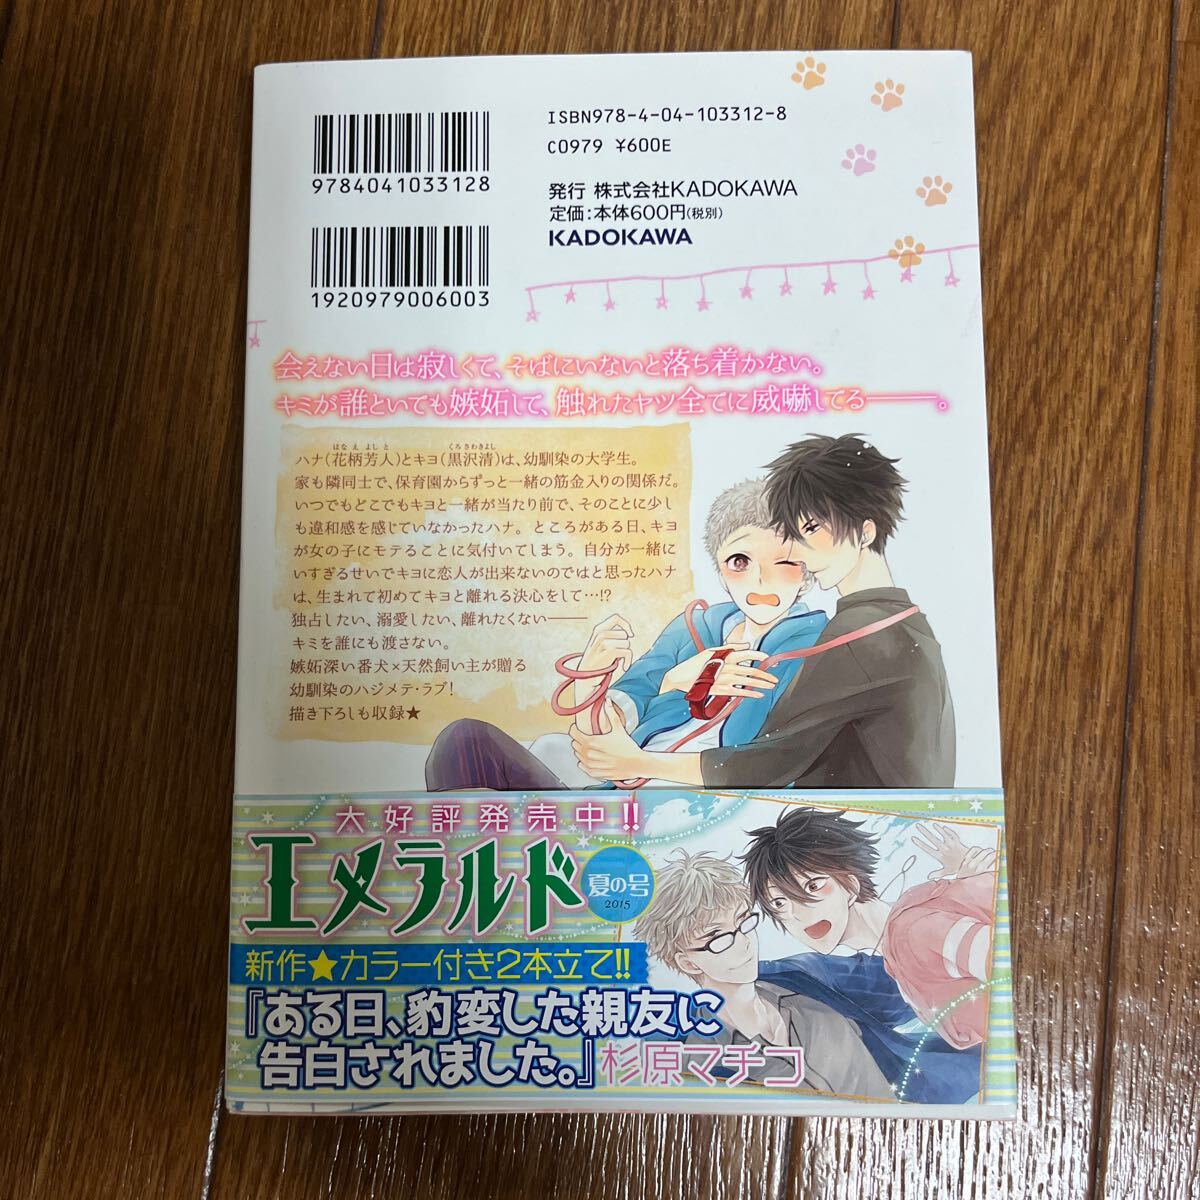 ISBN978-4-04-103312-8
C0979 ¥600E
9784041033128
発行 株式会社KADOKAWA
定価:本体600円(税別)
KADOKAWA
1920979006003
会えない日は寂しくて、そばにいないと落ち着かない。
キミが誰といても嫉妬して、触れたヤツ全てに威嚇してる――。
はなえよしと くろさわきよし
ハナ(花柄芳人)とキヨ(黒沢清)は、幼馴染の大学生。
家も隣同士で、保育園からずっと一緒の筋金入りの関係だ。
いつでもどこでもキヨと一緒が当たり前で、そのことに少し
も違和感を感じていなかったハナ。ところがある日、キヨ
が女の子にモテることに気付いてしまう。自分が一緒に
いすぎるせいでキヨに恋人が出来ないのではと思ったハナ
は、生まれて初めてキヨと離れる決心をして…!?
独占したい、溺愛したい、離れたくない――
キミを誰にも渡さない。
嫉妬深い番犬×天然飼い主が贈る
幼馴染のハジメテ・ラブ!
描き下ろしも収録★
大好評発売中!!
エメラルド
夏の号
2015
新作★カラー付き2本立て!!
『ある日、豹変した親友に
告白されました。』杉原マチコ